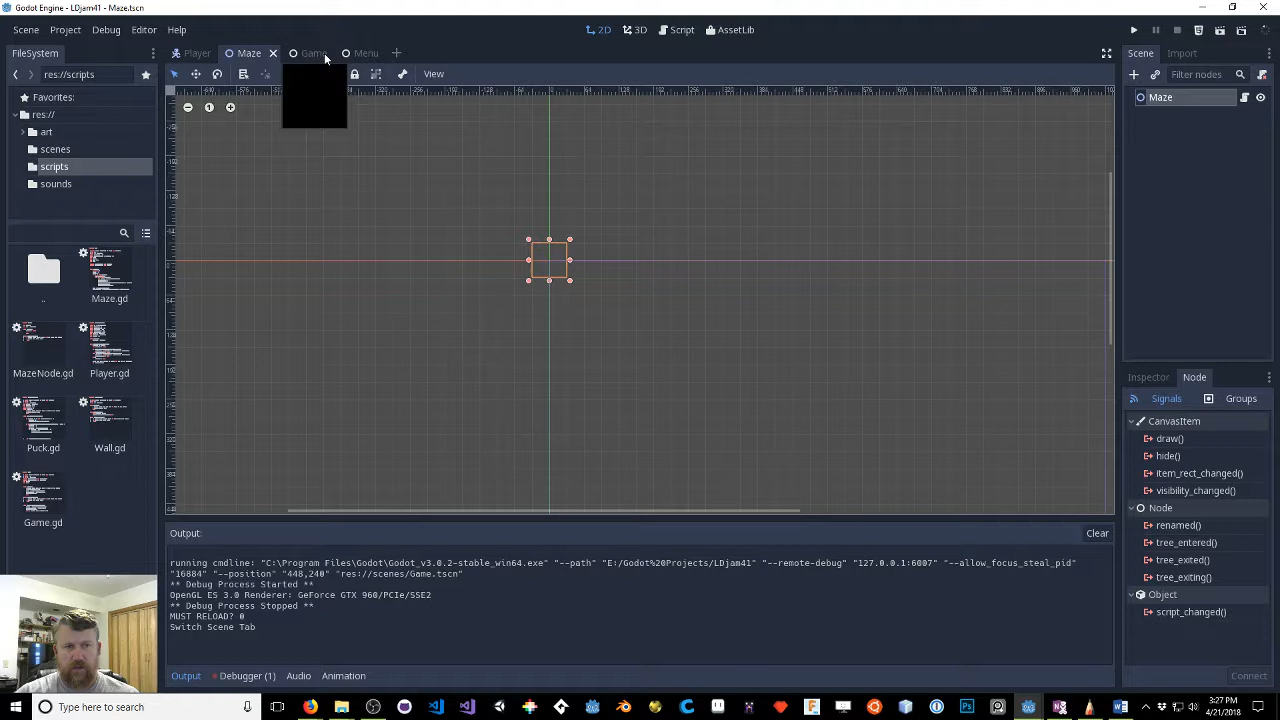 Godot Engine - LDjam41 - Maze.tscn
Scene Project Debug Editor Help
2D 3D Script AssetLib
FileSystem
Player Maze Game Menu
Scene Import
res://scripts
View
Filter nodes
Favorites:
res://
art
scenes
scripts
sounds
Maze
..
Maze.gd
MazeNode.gd
Player.gd
Puck.gd
Wall.gd
Game.gd
Inspector Node
Signals Groups
CanvasItem
draw()
hide()
item_rect_changed()
visibility_changed()
Node
renamed()
tree_entered()
tree_exited()
tree_exiting()
Object
script_changed()
Connect
Output:
Clear
running cmdline: "C:\Program Files\Godot\Godot_v3.0.2-stable_win64.exe" "--path" "E:/Godot%20Projects/LDjam41" "--remote-debug" "127.0.0.1:6007" "--allow_focus_steal_pid"
"16884" "--position" "448,240" "res://scenes/Game.tscn"
** Debug Process Started **
OpenGL ES 3.0 Renderer: GeForce GTX 960/PCIe/SSE2
** Debug Process Stopped **
MUST RELOAD? 0
Switch Scene Tab
Output Debugger (1) Audio Animation
Type here to search
3:27 PM
4/21/2018